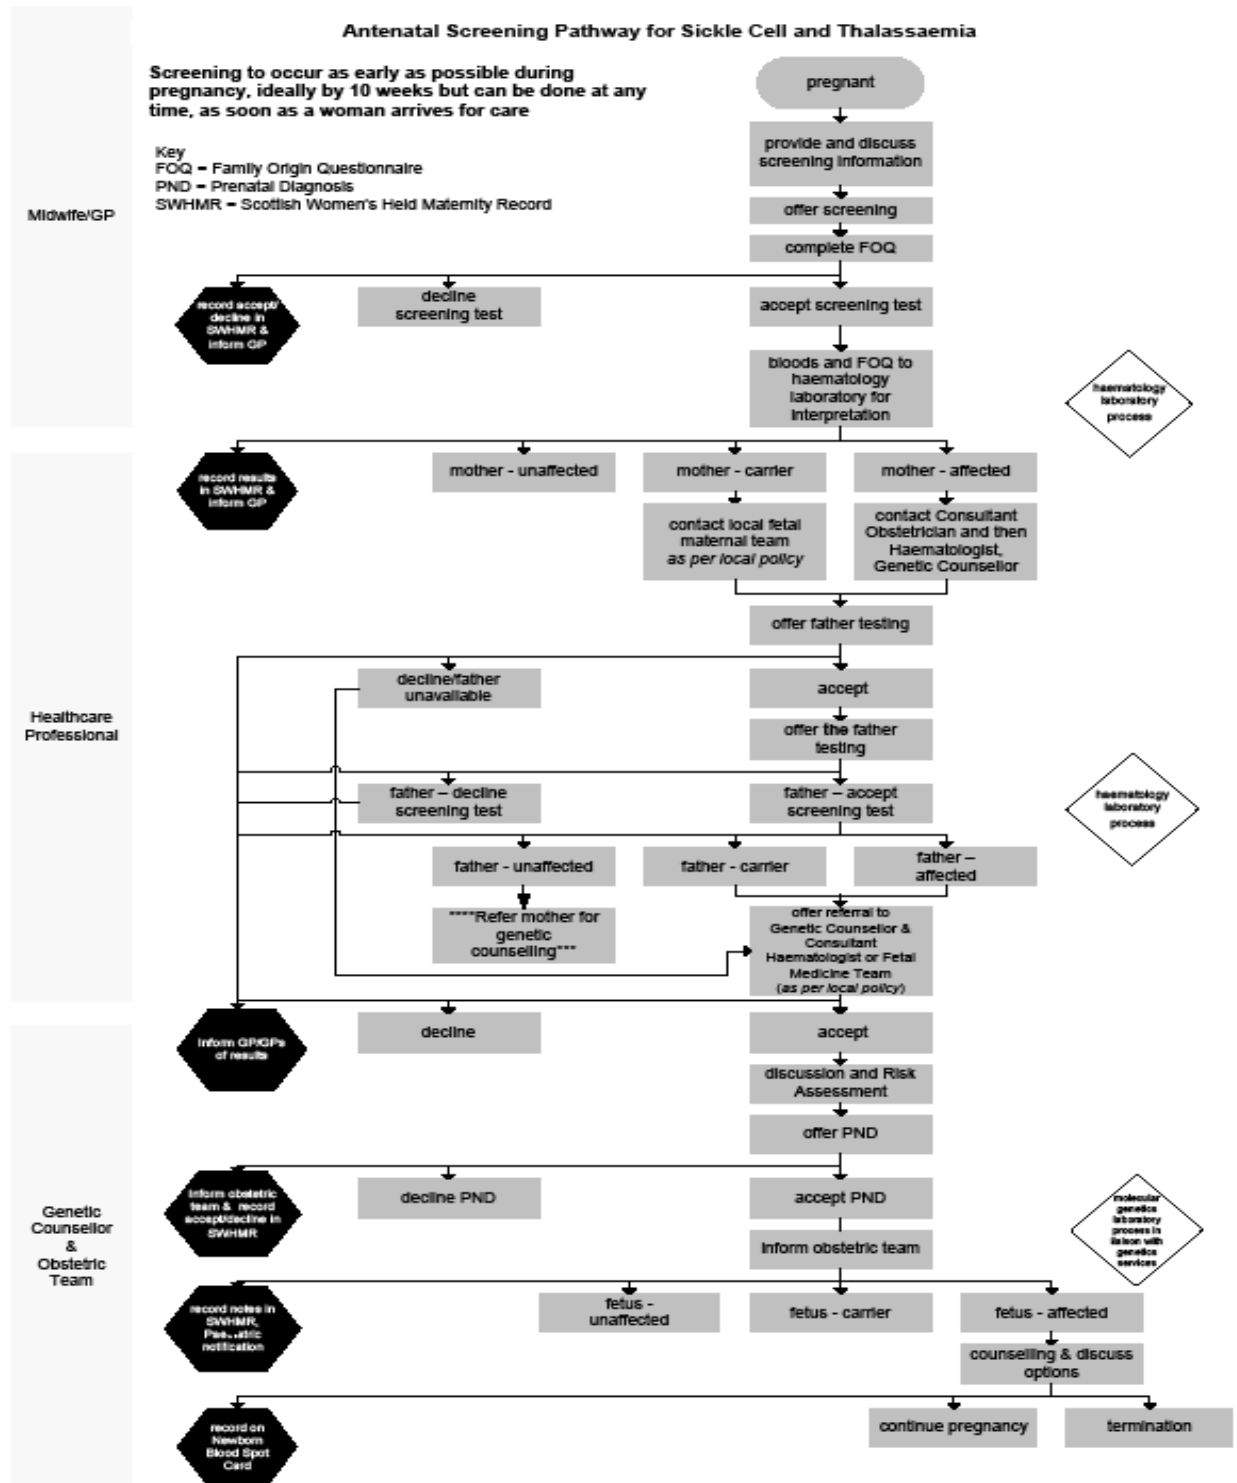 Antenatal Screening Pathway for Sickle Cell and Thalassaemia
Screening to occur as early as possible during
pregnancy, ideally by 10 weeks but can be done at any
time, as soon as a woman arrives for care
Key
FOQ = Family Origin Questionnaire
PND = Prenatal Diagnosis
SWHMR = Scottish Women's Held Maternity Record
Midwife/GP
pregnant
provide and discuss
screening information
offer screening
complete FOQ
record accept/
decline in
SWHMR &
inform GP
decline
screening test
accept screening test
bloods and FOQ to
haematology
laboratory for
interpretation
haematology
laboratory
process
Healthcare
Professional
record results
in SWHMR &
inform GP
mother - unaffected
mother - carrier
mother - affected
contact local fetal
maternal team
as per local policy
contact Consultant
Obstetrician and then
Haematologist,
Genetic Counsellor
offer father testing
decline/father
unavailable
accept
offer the father
testing
father – decline
screening test
father – accept
screening test
haematology
laboratory
process
father - unaffected
father - carrier
father –
affected
****Refer mother for
genetic
counselling***
offer referral to
Genetic Counsellor &
Consultant
Haematologist or Fetal
Medicine Team
(as per local policy)
Genetic
Counsellor
&
Obstetric
Team
Inform GP/GPs
of results
decline
accept
discussion and Risk
Assessment
offer PND
Inform obstetric
team & record
accept/decline in
SWHMR
decline PND
accept PND
Inform obstetric team
molecular
genetics
laboratory
process in
liaison with
genetics
services
record notes in
SWHMR,
Paediatric
notification
fetus -
unaffected
fetus - carrier
fetus - affected
counselling & discuss
options
record on
Newborn
Blood Spot
Card
continue pregnancy
termination